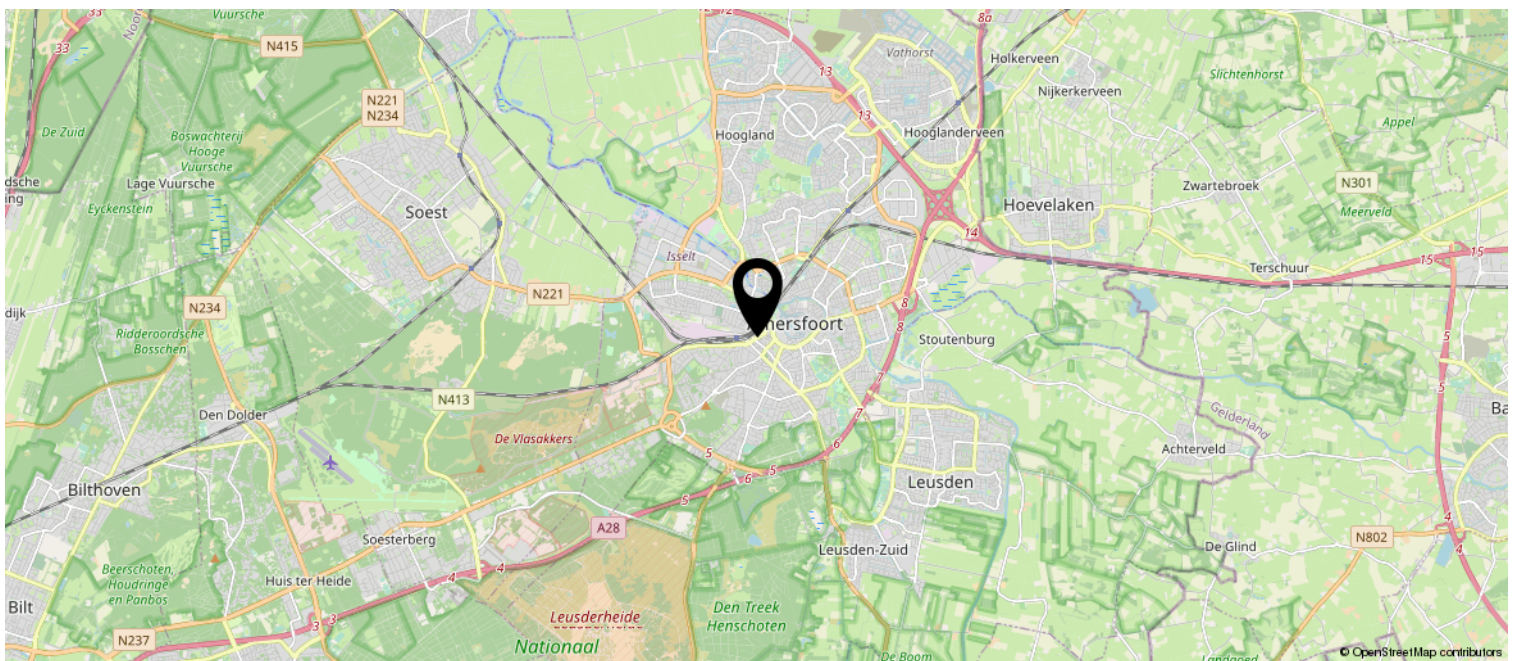 33
Vuursche
12
12
8a
N415
33
13
Vathorst
Holkerveen
Slichtenhorst
Nijkerkerveen
N221
N234
De Zuid
Boswachterij
Hooge
Vuursche
Hoogland
13
Hooglanderveen
Appel
Lage Vuursche
Zwartebroek
N301
Eyckenstein
Soest
Hoevelaken
Meerveld
14
Isselt
15
15
Terschuur
N221
N234
8
dijk
Ridderoordsche
Bosschen
8
Stoutenburg
5
7
5
N413
Den Dolder
7
Gelderland
De Vlasakkers
6
5
Achterveld
5
6
Bilthoven
Leusden
5
4
A28
N802
Soesterberg
Leusden-Zuid
De Glind
4
Beerschoten,
Houdringe
en Panbos
Huis ter Heide
4
4
Bilt
Leusderheide
Den Treek
Henschoten
3
3
N237
Nationaal
De Boom
© OpenStreetMap contributors